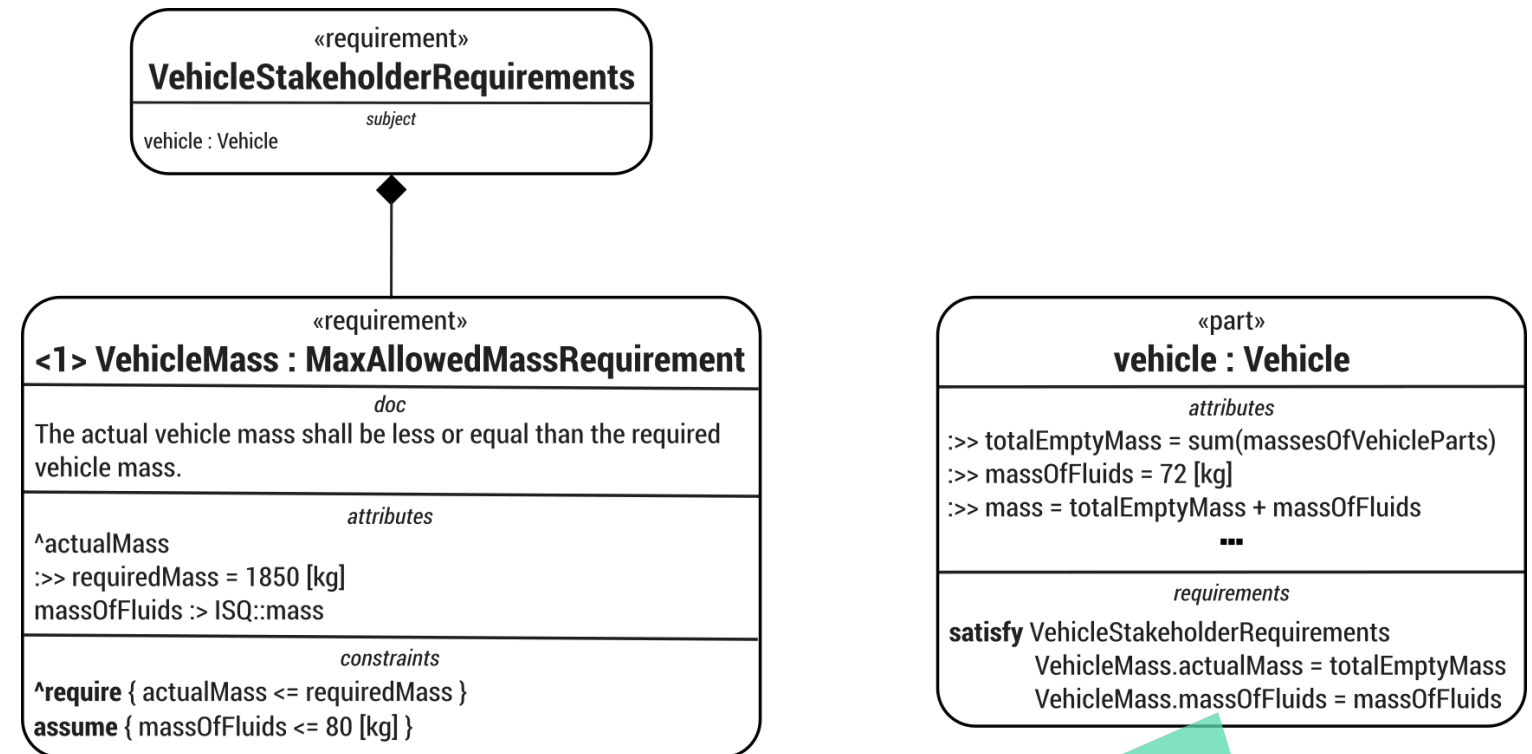 «requirement»
VehicleStakeholderRequirements
subject
vehicle : Vehicle
«requirement»
<1> VehicleMass : MaxAllowedMassRequirement
doc
The actual vehicle mass shall be less or equal than the required
vehicle mass.
attributes
^actualMass
:>> requiredMass = 1850 [kg]
massOfFluids :> ISQ::mass
constraints
^require { actualMass <= requiredMass }
assume { massOfFluids <= 80 [kg] }
«part»
vehicle : Vehicle
attributes
:>> totalEmptyMass = sum(massesOfVehicleParts)
:>> massOfFluids = 72 [kg]
:>> mass = totalEmptyMass + massOfFluids
...
requirements
satisfy VehicleStakeholderRequirements
VehicleMass.actualMass = totalEmptyMass
VehicleMass.massOfFluids = massOfFluids